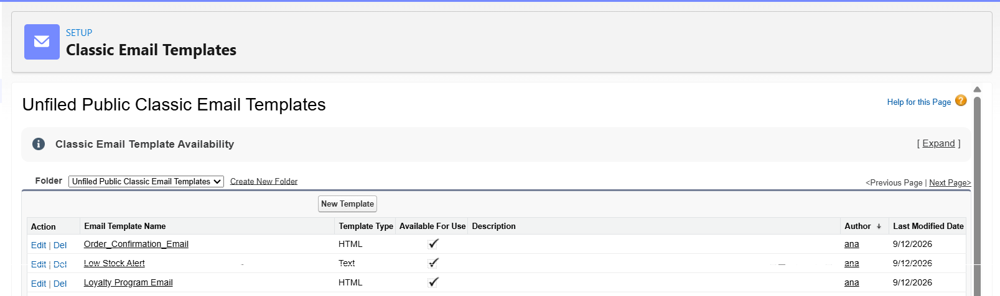 SETUP
Classic Email Templates
Unfiled Public Classic Email Templates
Help for this Page ?
i Classic Email Template Availability [ Expand ]
Folder Unfiled Public Classic Email Templates Create New Folder <Previous Page | Next Page>
New Template
Action Email Template Name Template Type Available For Use Description Author ↓ Last Modified Date
Edit | Del Order_Confirmation_Email HTML ✓ ana 9/12/2026
Edit | Del Low Stock Alert Text ✓ ana 9/12/2026
Edit | Del Loyalty Program Email HTML ✓ ana 9/12/2026